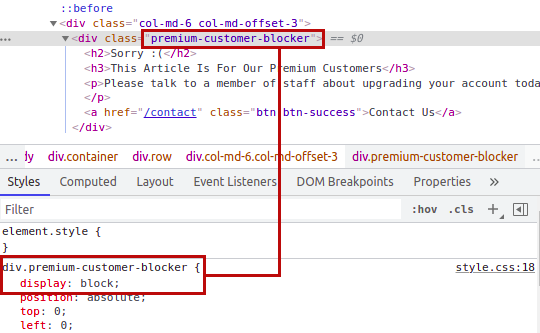 ::before
▼<div class="col-md-6 col-md-offset-3">
... ▼<div class="premium-customer-blocker"> == $0
<h2>Sorry :(</h2>
<h3>This Article Is For Our Premium Customers</h3>
<p>Please talk to a member of staff about upgrading your account toda
</p>
<a href="/contact" class="btn btn-success">Contact Us</a>
</div>
... dy div.container div.row div.col-md-6.col-md-offset-3 div.premium-customer-blocker ...
Styles Computed Layout Event Listeners DOM Breakpoints Properties »
Filter :hov .cls +
element.style {
}
div.premium-customer-blocker { style.css:18
display: block;
position: absolute;
top: 0;
left: 0;